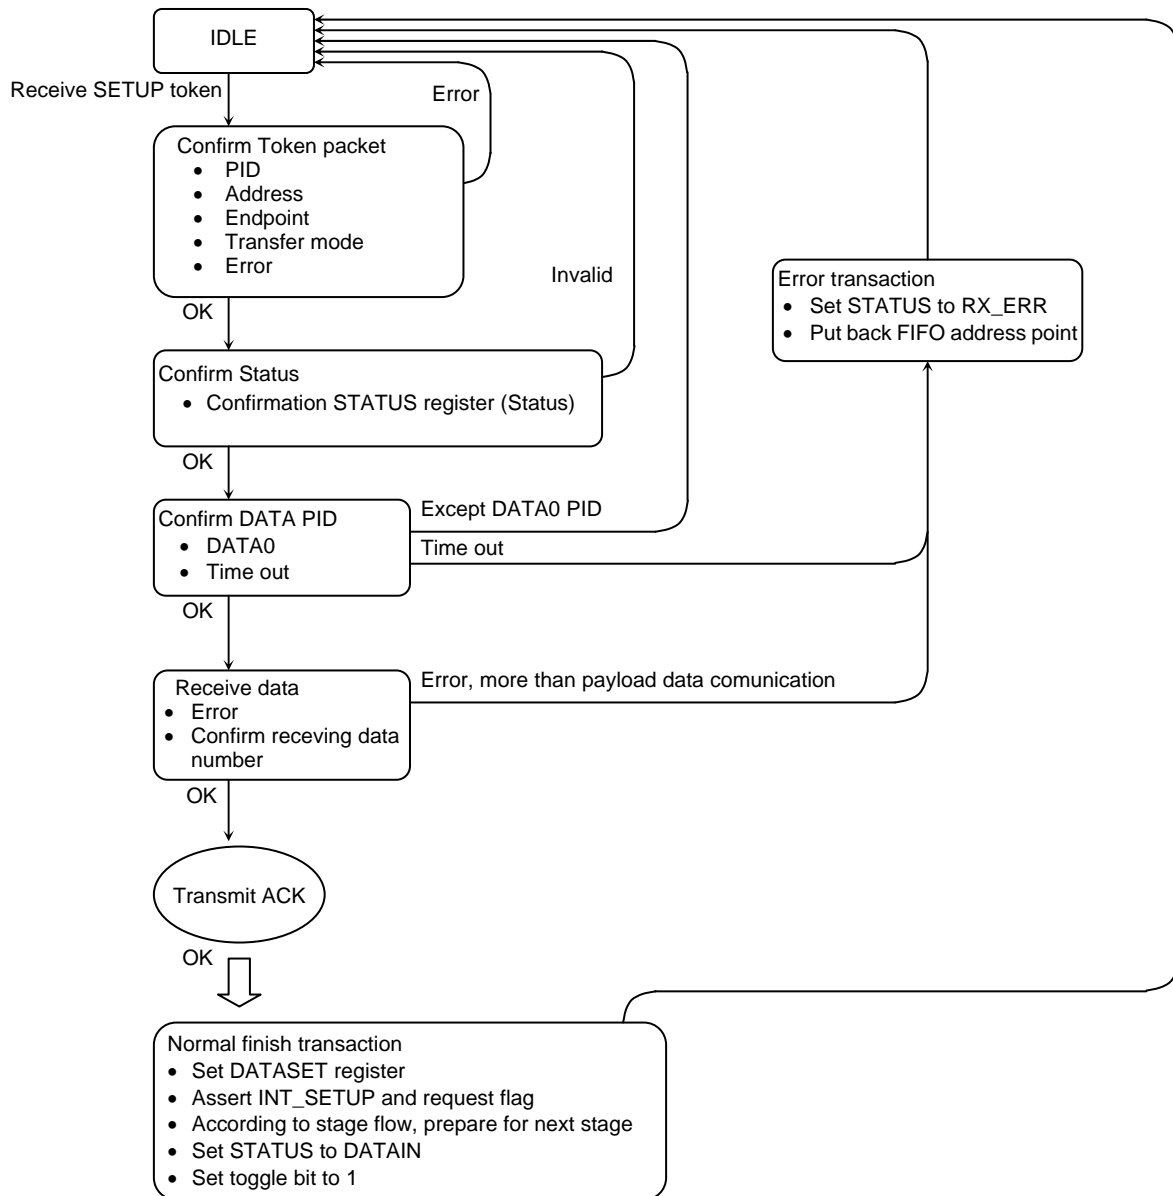 IDLE
Receive SETUP token
Error
Confirm Token packet
• PID
• Address
• Endpoint
• Transfer mode
• Error
Invalid
OK
Error transaction
• Set STATUS to RX_ERR
• Put back FIFO address point
Confirm Status
• Confirmation STATUS register (Status)
OK
Confirm DATA PID
• DATA0
• Time out
Except DATA0 PID
Time out
OK
Receive data
• Error
• Confirm receving data
number
Error, more than payload data comunication
OK
Transmit ACK
OK
Normal finish transaction
• Set DATASET register
• Assert INT_SETUP and request flag
• According to stage flow, prepare for next stage
• Set STATUS to DATAIN
• Set toggle bit to 1